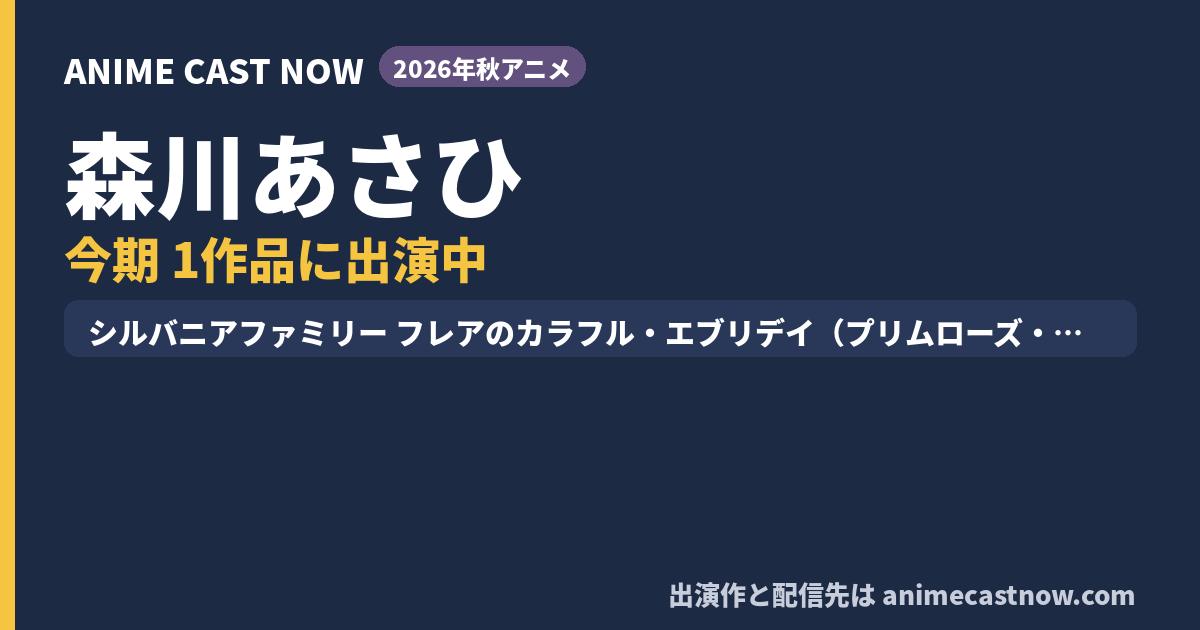 ANIME CAST NOW 2026年秋アニメ
森川あさひ
今期 1作品に出演中
シルバニアファミリー フレアのカラフル・エブリデイ（プリムローズ・…
出演作と配信先は animecastnow.com